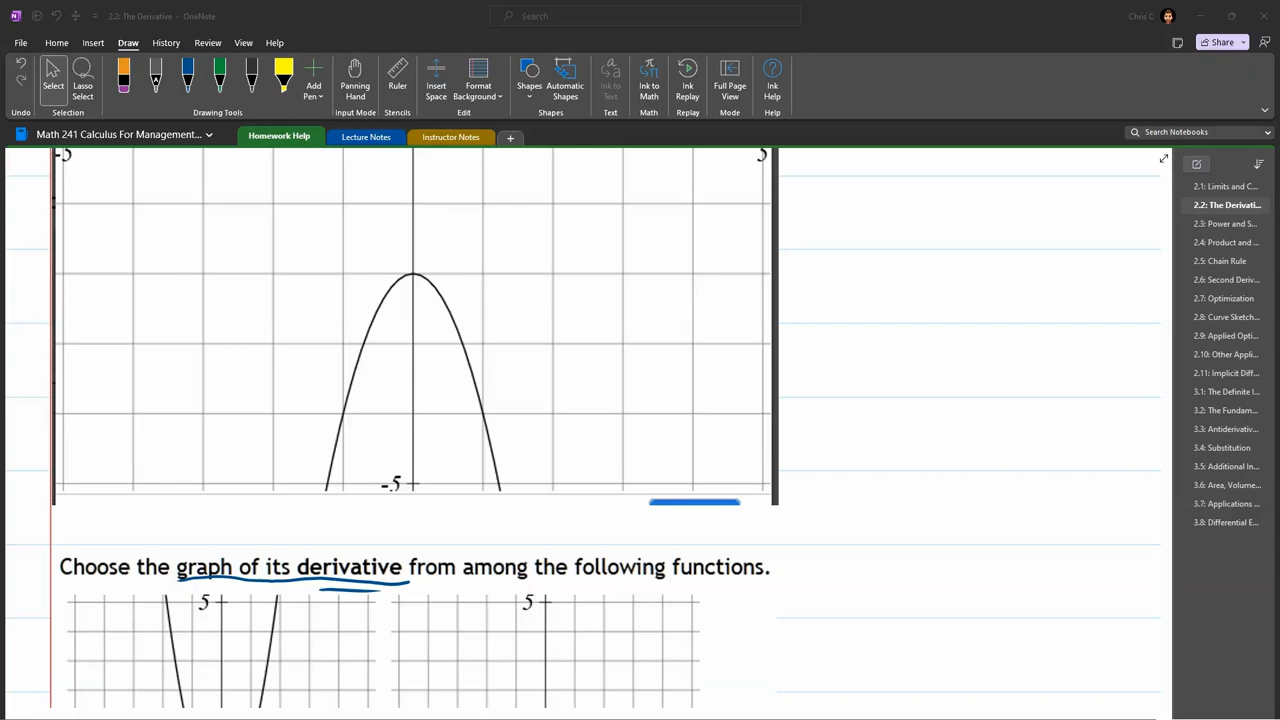 2.2: The Derivative - OneNote
Search
Chris C
File Home Insert Draw History Review View Help
Share
Undo
Select
Lasso Select
Selection
Drawing Tools
Add Pen
Panning Hand
Input Mode
Ruler
Stencils
Insert Space
Format Background
Edit
Shapes
Automatic Shapes
Shapes
Ink to Text
Text
Ink to Math
Math
Ink Replay
Replay
Full Page View
Mode
Ink Help
Help
Math 241 Calculus For Management...
Homework Help
Lecture Notes
Instructor Notes
Search Notebooks
-5
5
-5
Choose the graph of its derivative from among the following functions.
5
5
2.1: Limits and C...
2.2: The Derivati...
2.3: Power and S...
2.4: Product and ...
2.5: Chain Rule
2.6: Second Deriv...
2.7: Optimization
2.8: Curve Sketch...
2.9: Applied Opti...
2.10: Other Appli...
2.11: Implicit Diff...
3.1: The Definite I...
3.2: The Fundam...
3.3: Antiderivativ...
3.4: Substitution
3.5: Additional In...
3.6: Area, Volume...
3.7: Applications ...
3.8: Differential E...